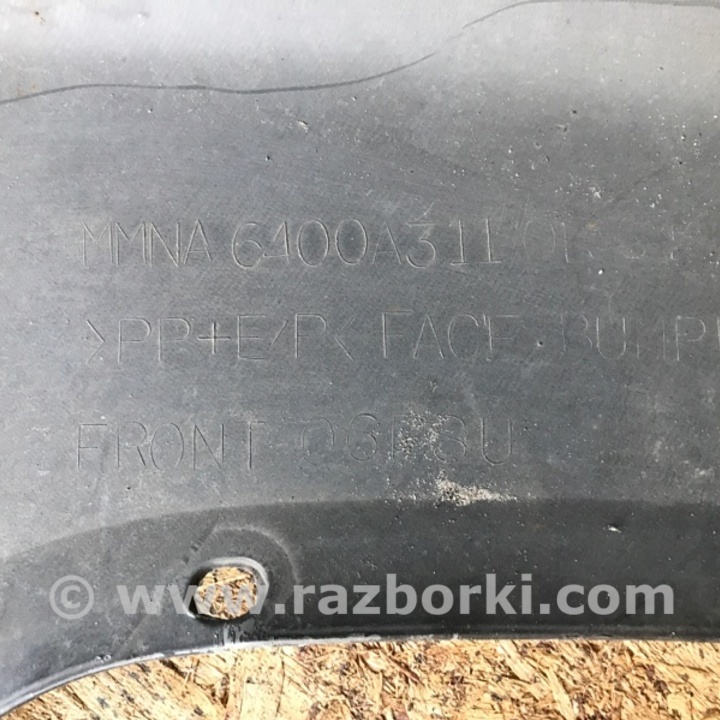 MMNA 6400A311
>PP+E/P< FACE, BUMP
FRONT
© www.razborki.com